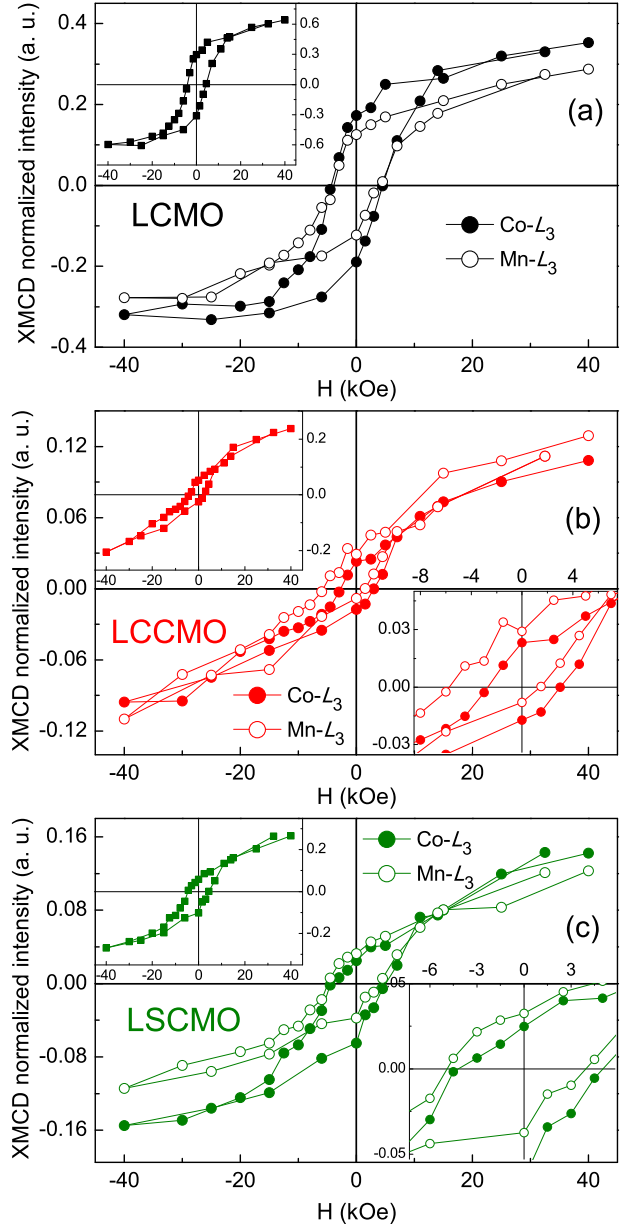 XMCD normalized intensity (a. u.)
0.4
0.2
0.0
-0.2
-0.4
0.6
0.3
0.0
-0.3
-0.6
-40 -20 0 20 40
(a)
LCMO
Co-L3
Mn-L3
-40 -20 0 20 40
H (kOe)
XMCD normalized intensity (a. u.)
0.12
0.06
0.00
-0.06
-0.12
0.2
0.0
-0.2
-40 -20 0 20 40
(b)
LCCMO
Co-L3
Mn-L3
-8 -4 0 4
0.03
0.00
-0.03
-40 -20 0 20 40
H (kOe)
XMCD normalized intensity (a. u.)
0.16
0.08
0.00
-0.08
-0.16
0.2
0.0
-0.2
-40 -20 0 20 40
Co-L3
Mn-L3
(c)
LSCMO
-6 -3 0 3
0.05
0.00
-0.05
-40 -20 0 20 40
H (kOe)